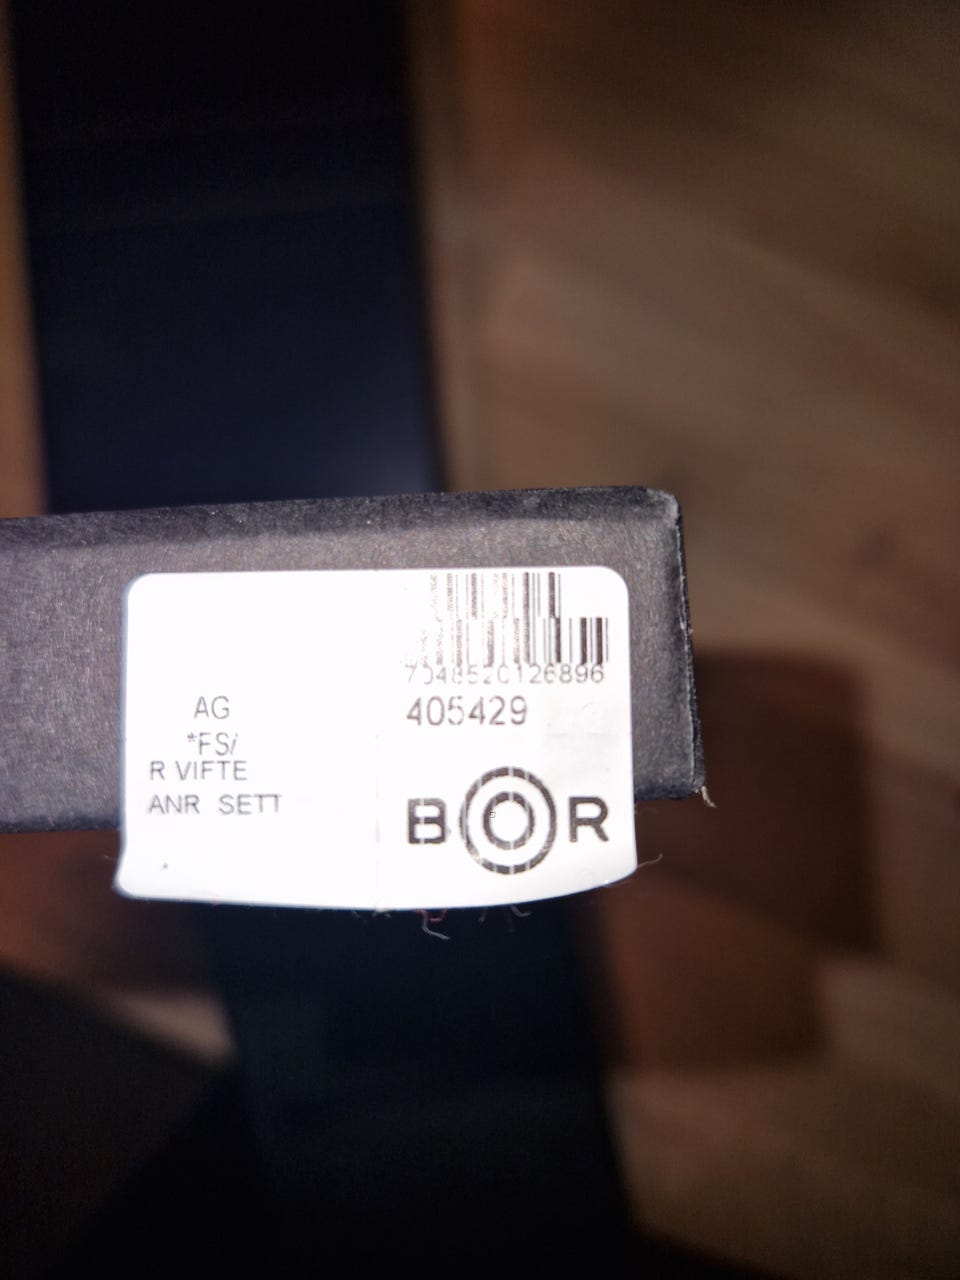 7048520126896
405429
AG
*FS/
R VIFTE
ANR SETT
BOR